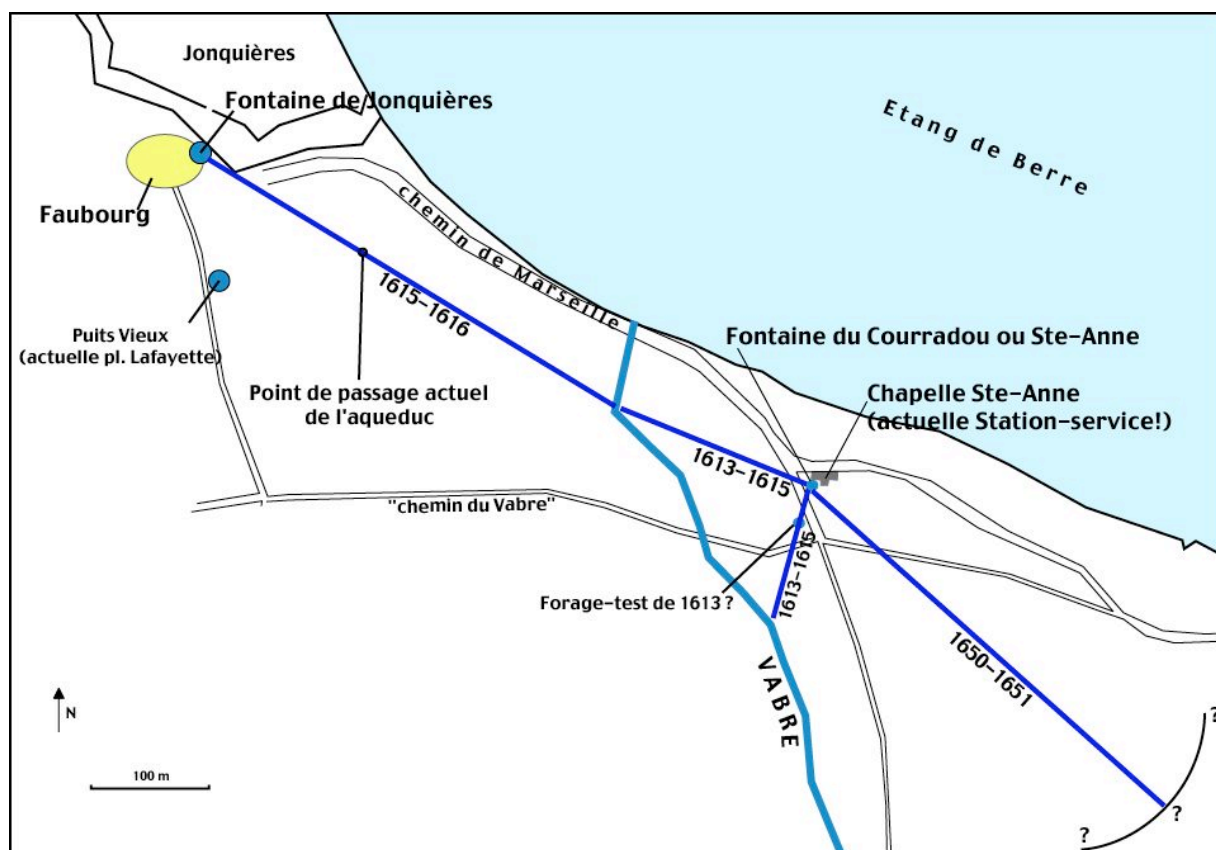 Jonquières
Fontaine de Jonquières
Etang de Berre
Faubourg
chemin de Marseille
1615-1616
Puits Vieux
(actuelle pl. Lafayette)
Fontaine du Courradou ou Ste-Anne
Point de passage actuel
de l'aqueduc
Chapelle Ste-Anne
(actuelle Station-service!)
1613-1615
"chemin du Vabre"
1613-1615
Forage-test de 1613 ?
1650-1651
VABRE
N
?
100 m
?
?